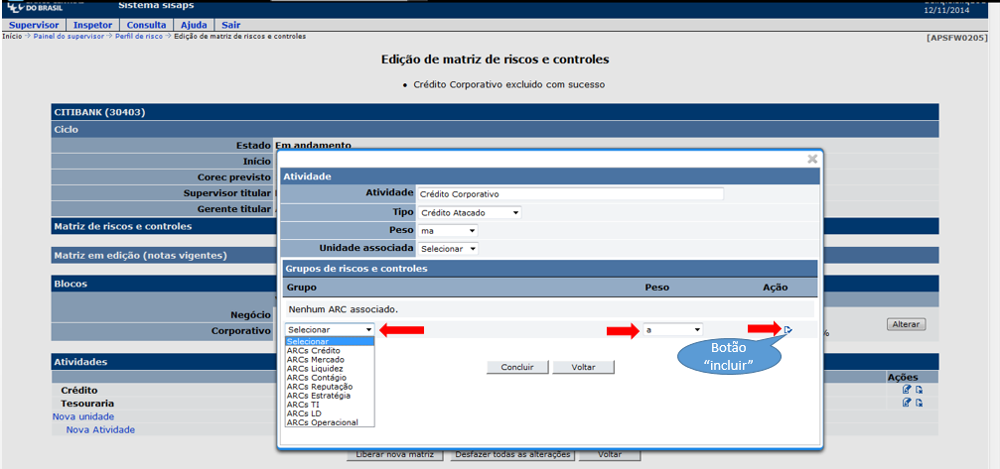 DO BRASIL
Sistema sisaps
12/11/2014
Supervisor Inspetor Consulta Ajuda Sair
Início -> Painel do supervisor -> Perfil de risco -> Edição de matriz de riscos e controles
[APSFW0205]
Edição de matriz de riscos e controles
• Crédito Corporativo excluido com sucesso
CITIBANK (30403)
Ciclo
Estado Em andamento
Início
Corec previsto
Supervisor titular
Gerente titular
Matriz de riscos e controles
Matriz em edição (notas vigentes)
Blocos
Negócio
Corporativo
%
Alterar
Atividades
Ações
Crédito
Tesouraria
Nova unidade
Nova Atividade
Liberar nova matriz Desfazer todas as alterações Voltar
Atividade
Atividade Crédito Corporativo
Tipo Crédito Atacado
Peso ma
Unidade associada Selecionar
Grupos de riscos e controles
Grupo Peso Ação
Nenhum ARC associado.
Selecionar a
Selecionar
ARCs Crédito
ARCs Mercado
ARCs Liquidez
ARCs Contágio
ARCs Reputação
ARCs Estratégia
ARCs TI
ARCs LD
ARCs Operacional
Botão
“incluir”
Concluir Voltar